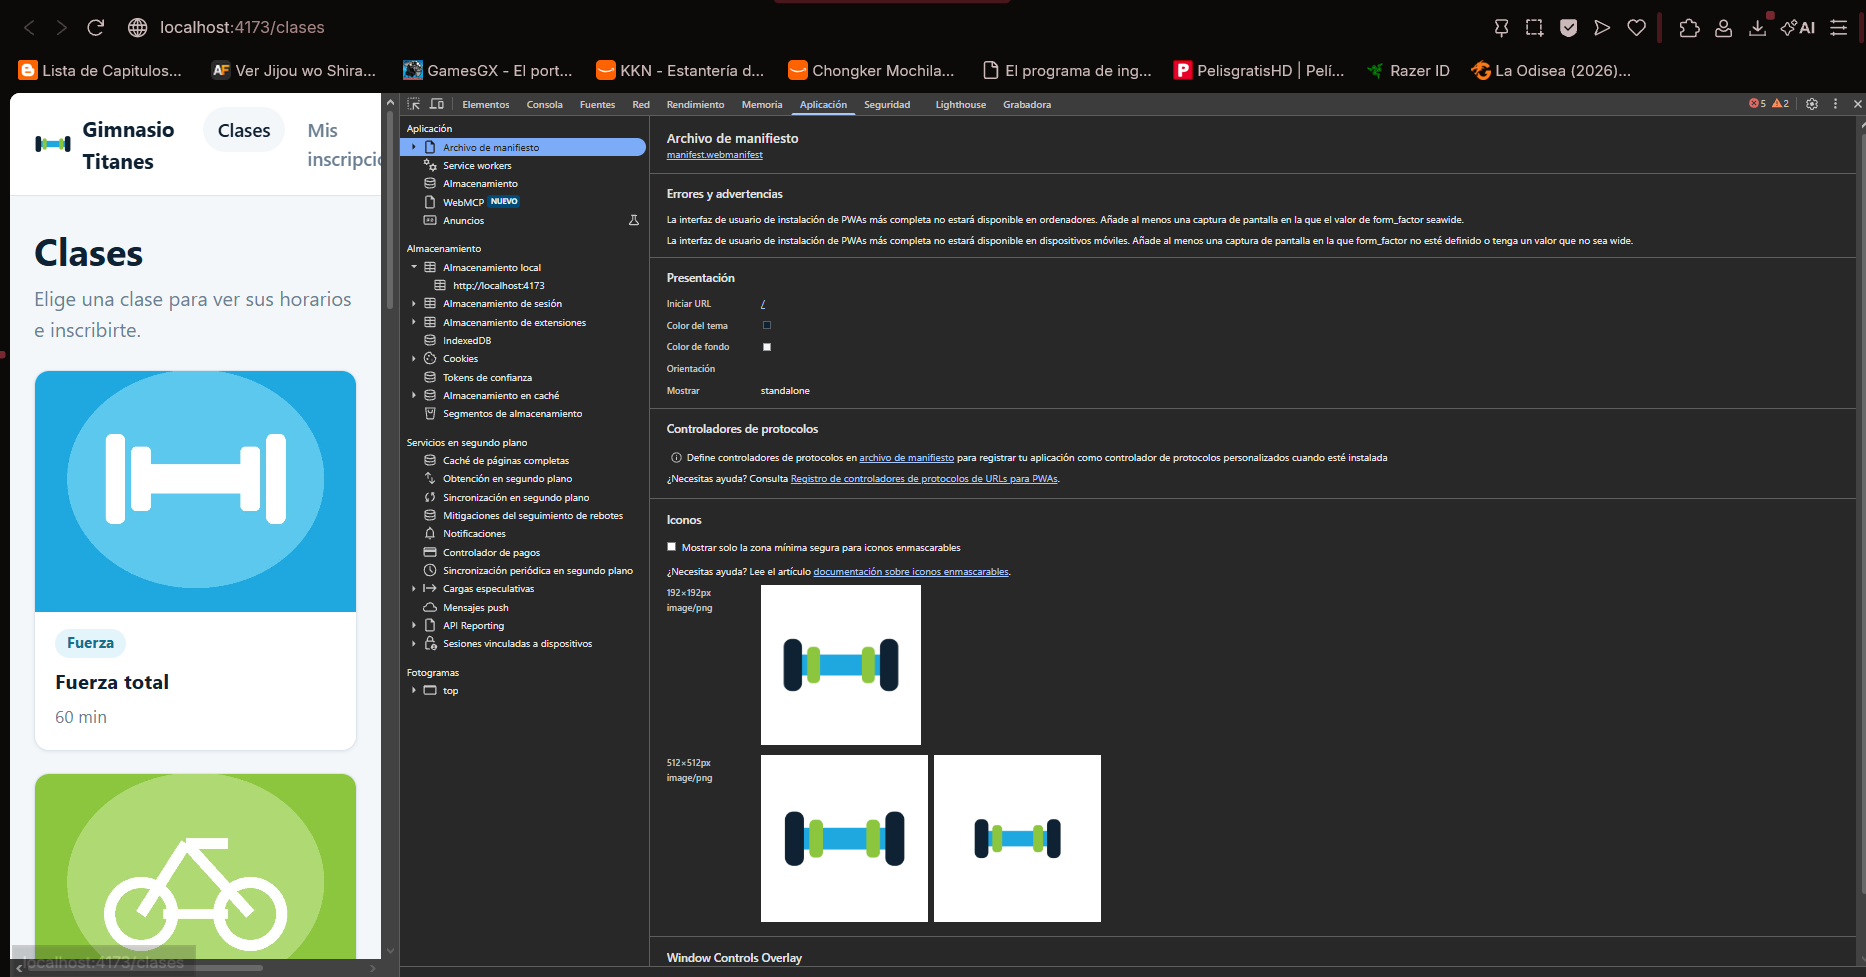 localhost:4173/clases
AI
Lista de Capitulos...
AF Ver Jijou wo Shira...
GamesGX - El port...
KKN - Estantería d...
Chongker Mochila...
El programa de ing...
P PelisgratisHD | Pelí...
Razer ID
La Odisea (2026)...
Gimnasio
Titanes
Clases
Mis
inscripcio
Clases
Elige una clase para ver sus horarios
e inscribirte.
Fuerza
Fuerza total
60 min
localhost:4173/clases
Elementos
Consola
Fuentes
Red
Rendimiento
Memoria
Aplicación
Seguridad
Lighthouse
Grabadora
5
2
Aplicación
Archivo de manifiesto
Service workers
Almacenamiento
WebMCP NUEVO
Anuncios
Almacenamiento
Almacenamiento local
http://localhost:4173
Almacenamiento de sesión
Almacenamiento de extensiones
IndexedDB
Cookies
Tokens de confianza
Almacenamiento en caché
Segmentos de almacenamiento
Servicios en segundo plano
Caché de páginas completas
Obtención en segundo plano
Sincronización en segundo plano
Mitigaciones del seguimiento de rebotes
Notificaciones
Controlador de pagos
Sincronización periódica en segundo plano
Cargas especulativas
Mensajes push
API Reporting
Sesiones vinculadas a dispositivos
Fotogramas
top
Archivo de manifiesto
manifest.webmanifest
Errores y advertencias
La interfaz de usuario de instalación de PWAs más completa no estará disponible en ordenadores. Añade al menos una captura de pantalla en la que el valor de form_factor seawide.
La interfaz de usuario de instalación de PWAs más completa no estará disponible en dispositivos móviles. Añade al menos una captura de pantalla en la que form_factor no esté definido o tenga un valor que no sea wide.
Presentación
Iniciar URL /
Color del tema
Color de fondo
Orientación
Mostrar standalone
Controladores de protocolos
Define controladores de protocolos en archivo de manifiesto para registrar tu aplicación como controlador de protocolos personalizados cuando esté instalada
¿Necesitas ayuda? Consulta Registro de controladores de protocolos de URLs para PWAs.
Iconos
Mostrar solo la zona mínima segura para iconos enmascarables
¿Necesitas ayuda? Lee el artículo documentación sobre iconos enmascarables.
192×192px
image/png
512×512px
image/png
Window Controls Overlay